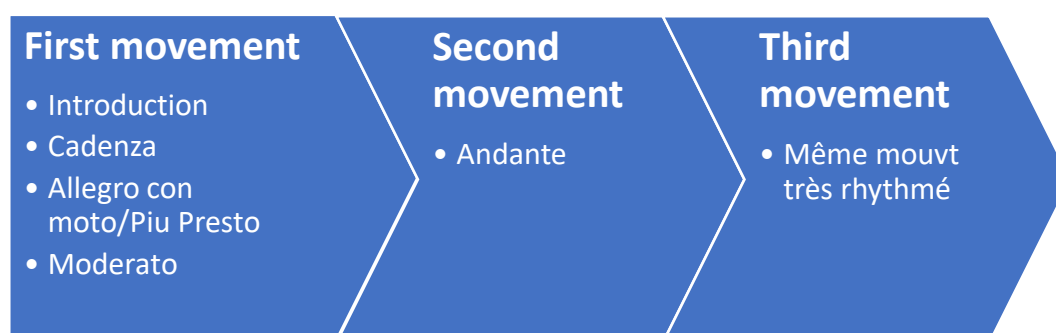 First movement
• Introduction
• Cadenza
• Allegro con
moto/Piu Presto
• Moderato
Second
movement
• Andante
Third
movement
• Même mouvt
très rhythmé